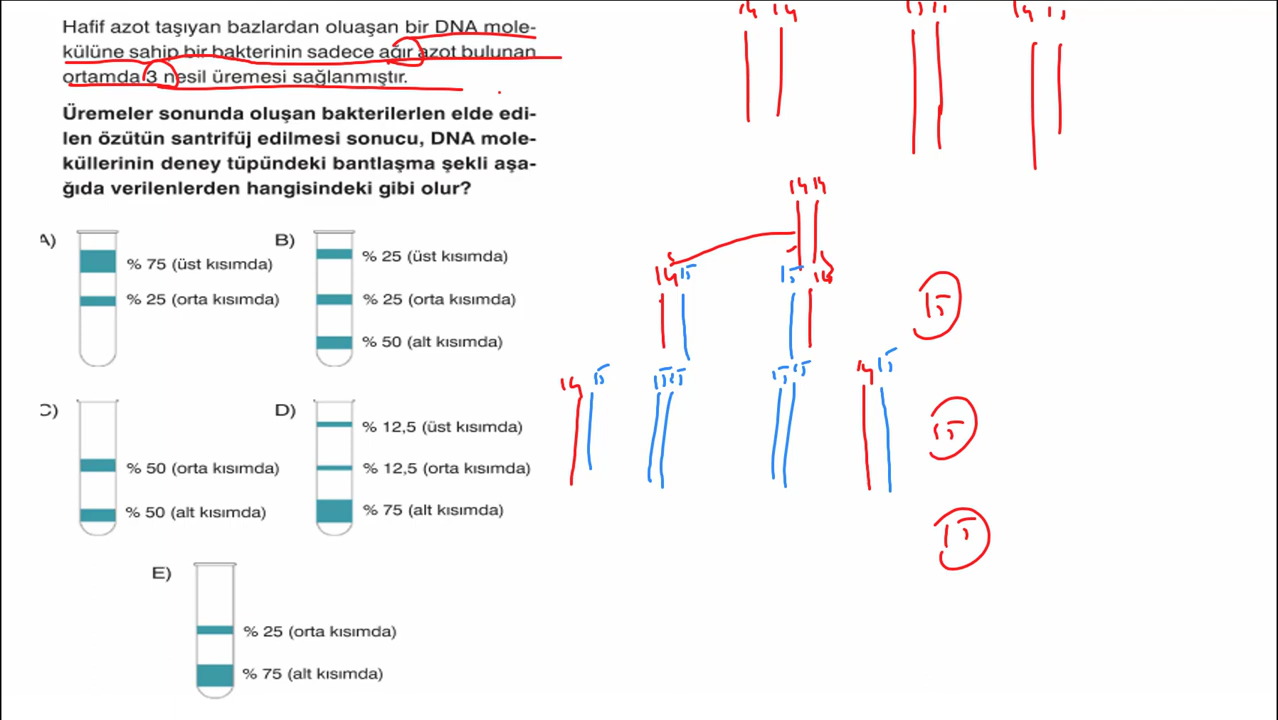 Hafif azot taşıyan bazlardan oluaşan bir DNA mole-
külüne sahip bir bakterinin sadece ağır azot bulunan
ortamda 3 nesil üremesi sağlanmıştır.
Üremeler sonunda oluşan bakterilerlen elde edi-
len özütün santrifüj edilmesi sonucu, DNA mole-
küllerinin deney tüpündeki bantlaşma şekli aşa-
ğıda verilenlerden hangisindeki gibi olur?
A)
% 75 (üst kısımda)
% 25 (orta kısımda)
B)
% 25 (üst kısımda)
% 25 (orta kısımda)
% 50 (alt kısımda)
C)
% 50 (orta kısımda)
% 50 (alt kısımda)
D)
% 12,5 (üst kısımda)
% 12,5 (orta kısımda)
% 75 (alt kısımda)
E)
% 25 (orta kısımda)
% 75 (alt kısımda)
14 14
14 14
14 15
15
14 15
15 15
15 15
14 15
15
15
15